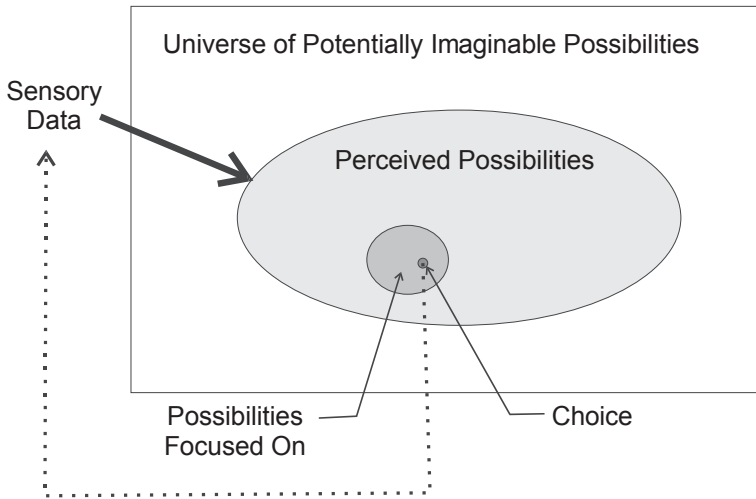 Universe of Potentially Imaginable Possibilities
Sensory
Data
Perceived Possibilities
Possibilities
Focused On
Choice